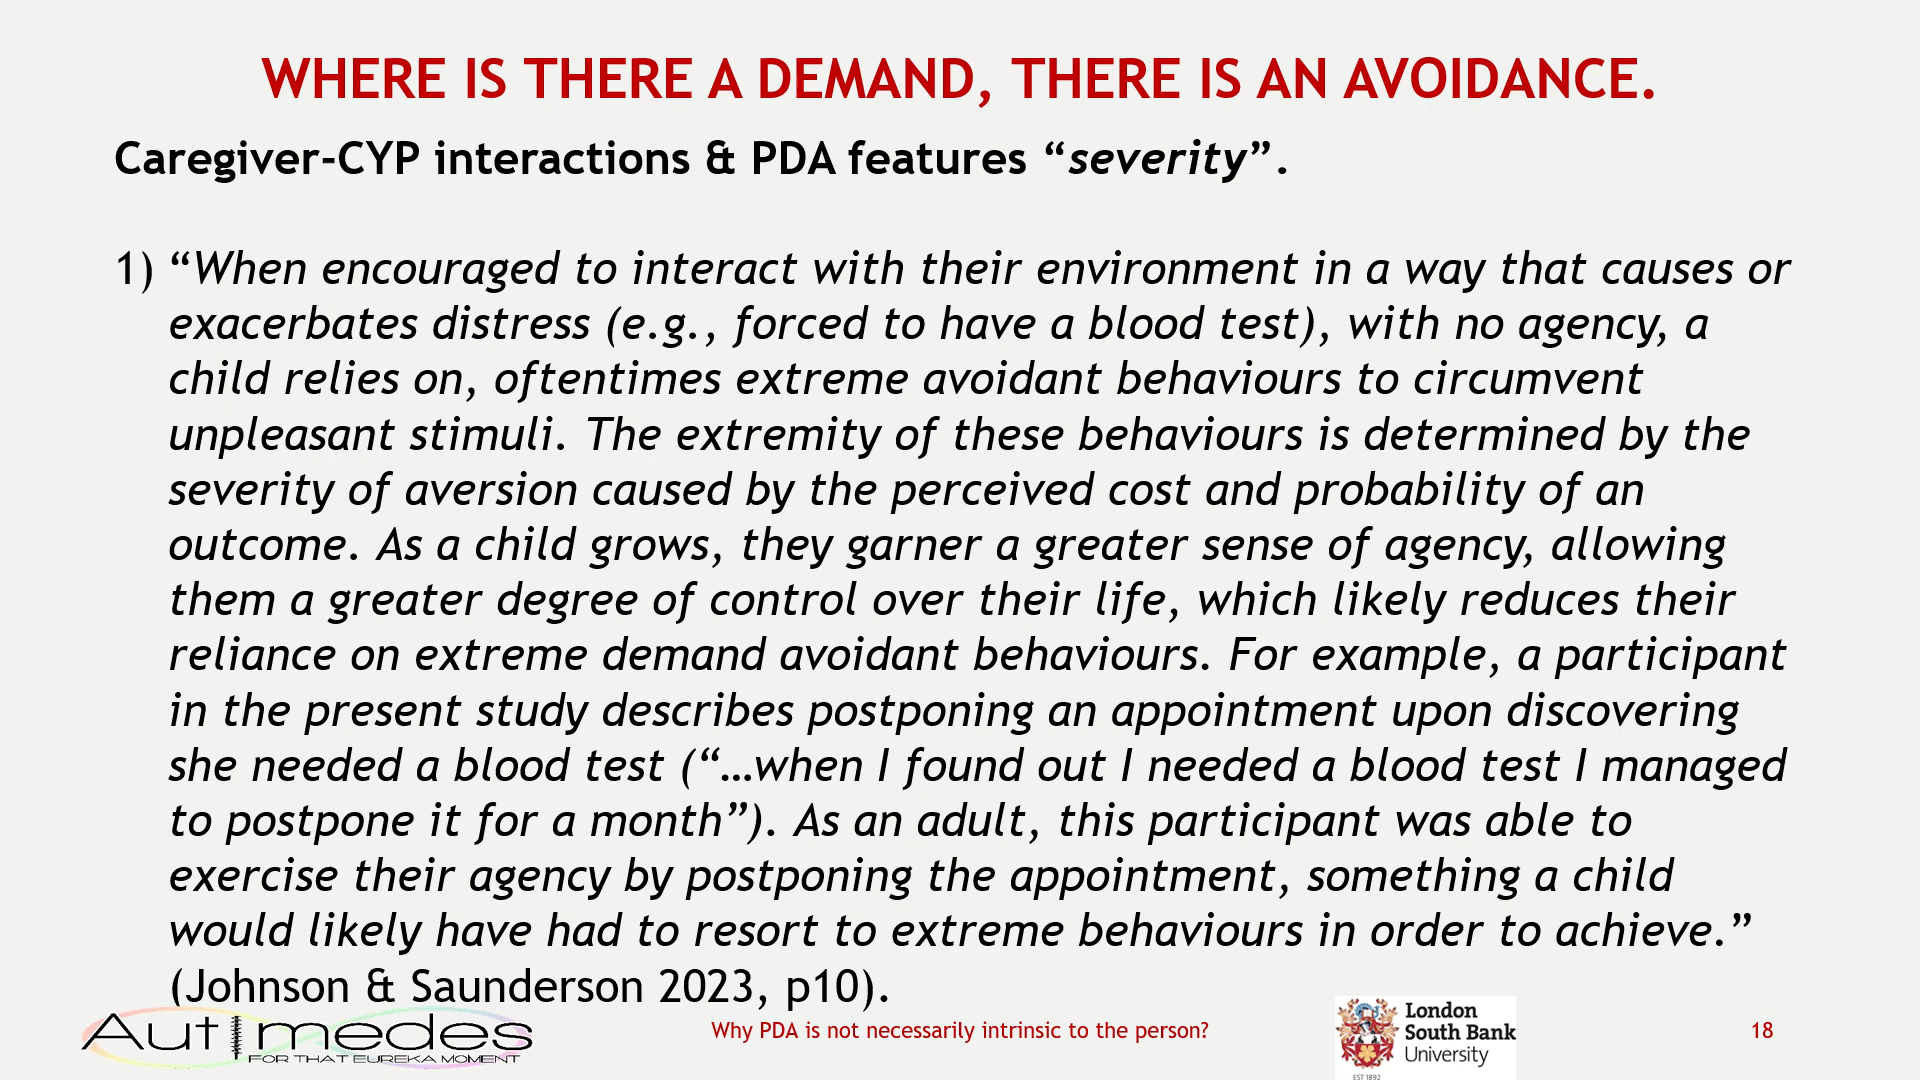 WHERE IS THERE A DEMAND, THERE IS AN AVOIDANCE.
Caregiver-CYP interactions & PDA features “severity”.
1) “When encouraged to interact with their environment in a way that causes or
exacerbates distress (e.g., forced to have a blood test), with no agency, a
child relies on, oftentimes extreme avoidant behaviours to circumvent
unpleasant stimuli. The extremity of these behaviours is determined by the
severity of aversion caused by the perceived cost and probability of an
outcome. As a child grows, they garner a greater sense of agency, allowing
them a greater degree of control over their life, which likely reduces their
reliance on extreme demand avoidant behaviours. For example, a participant
in the present study describes postponing an appointment upon discovering
she needed a blood test (“…when I found out I needed a blood test I managed
to postpone it for a month”). As an adult, this participant was able to
exercise their agency by postponing the appointment, something a child
would likely have had to resort to extreme behaviours in order to achieve.”
(Johnson & Saunderson 2023, p10).
Autimedes
FOR THAT EUREKA MOMENT
Why PDA is not necessarily intrinsic to the person?
London
South Bank
University
EST 1892
18